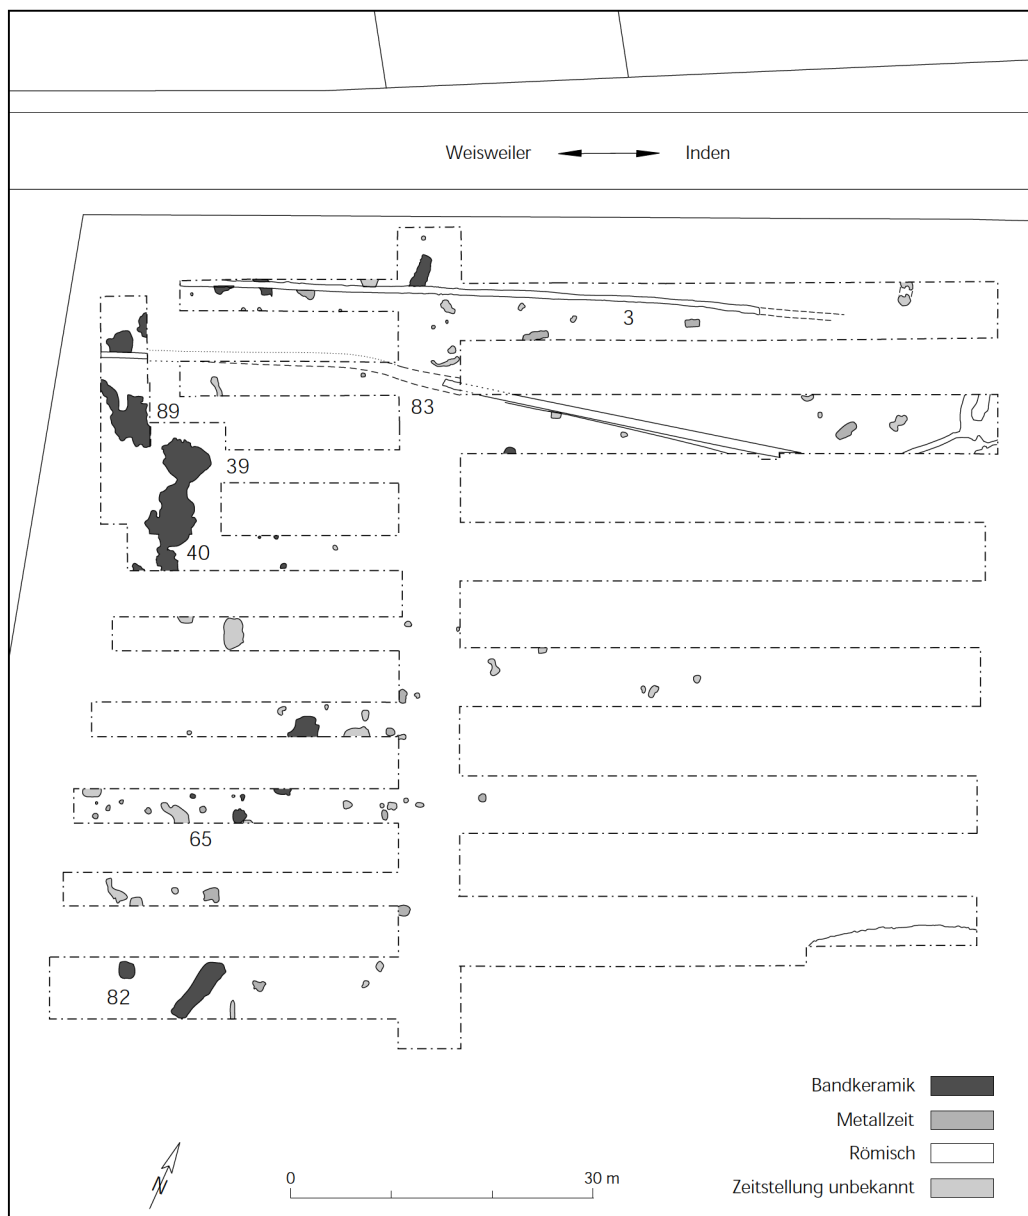 Weisweiler Inden
3
83
89
39
40
65
82
Bandkeramik
Metallzeit
Römisch
Zeitstellung unbekannt
N
0 30 m